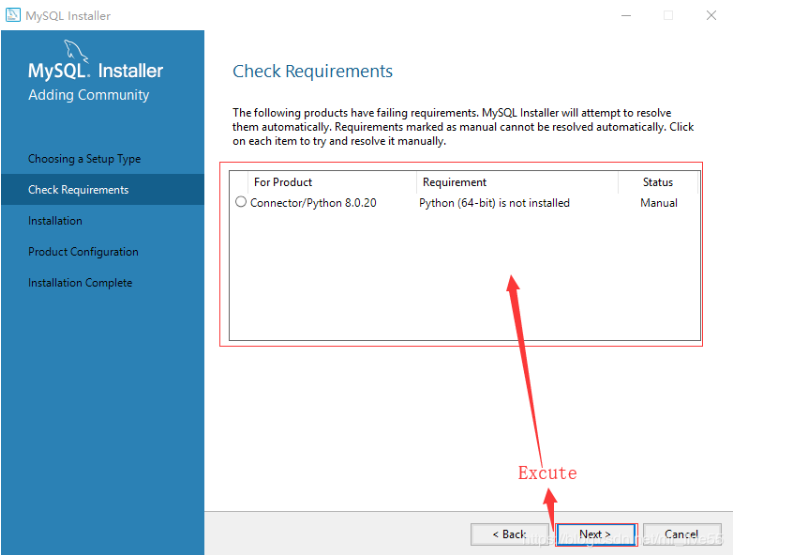 MySQL Installer
MySQL. Installer
Adding Community
Choosing a Setup Type
Check Requirements
Installation
Product Configuration
Installation Complete
Check Requirements
The following products have failing requirements. MySQL Installer will attempt to resolve
them automatically. Requirements marked as manual cannot be resolved automatically. Click
on each item to try and resolve it manually.
For Product Requirement Status
Connector/Python 8.0.20 Python (64-bit) is not installed Manual
Excute
< Back Next > Cancel